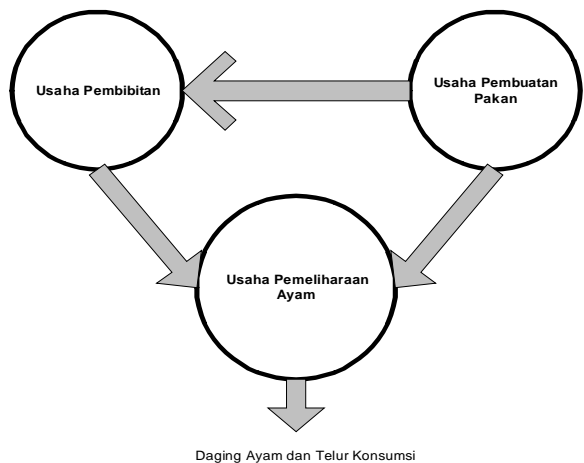 Usaha Pembibitan
Usaha Pembuatan
Pakan
Usaha Pemeliharaan
Ayam
Daging Ayam dan Telur Konsumsi